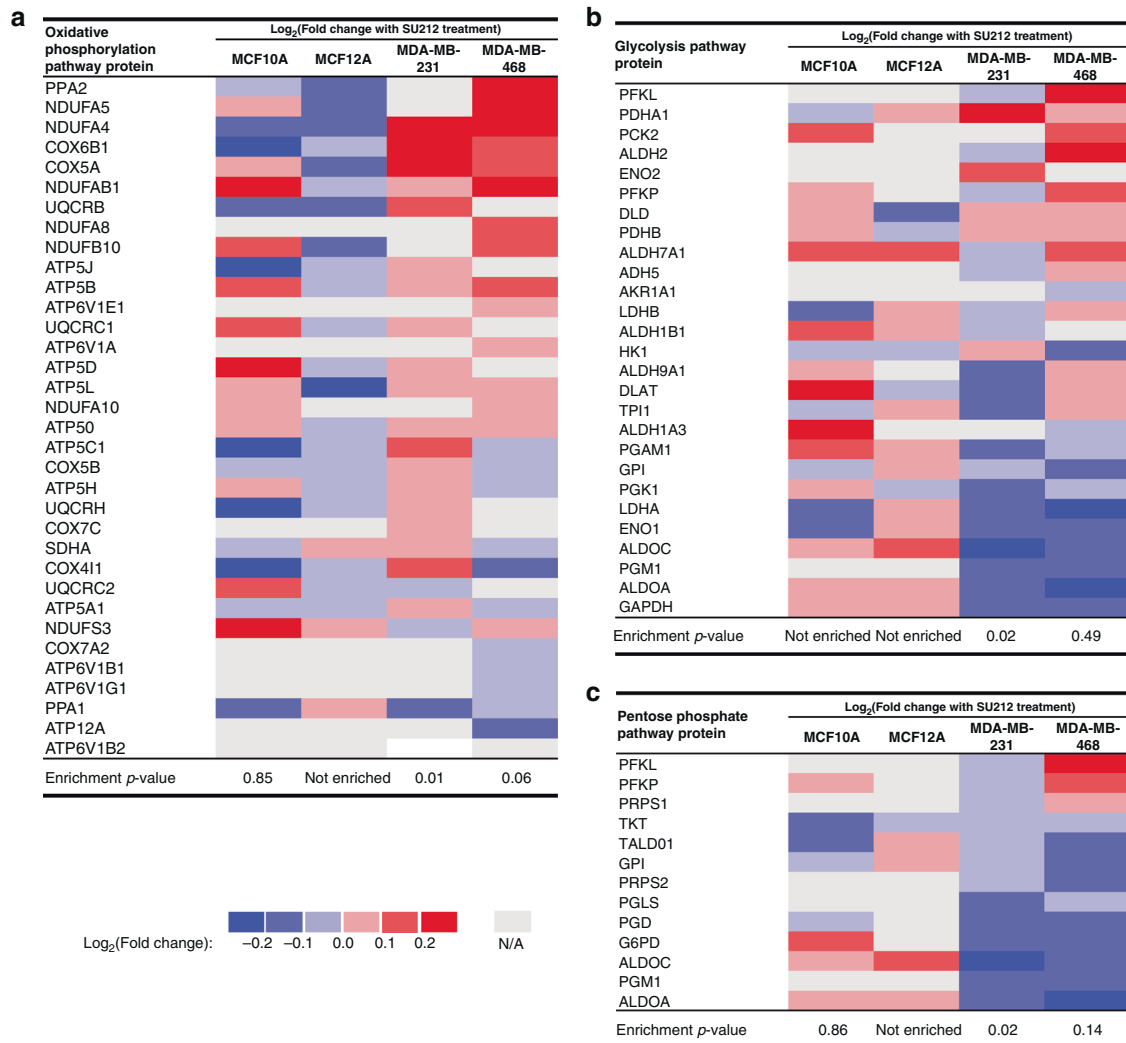 a
Oxidative phosphorylation pathway protein
Log2(Fold change with SU212 treatment)
MCF10A MCF12A MDA-MB-231 MDA-MB-468
PPA2
NDUFA5
NDUFA4
COX6B1
COX5A
NDUFAB1
UQCRB
NDUFA8
NDUFB10
ATP5J
ATP5B
ATP6V1E1
UQCRC1
ATP6V1A
ATP5D
ATP5L
NDUFA10
ATP50
ATP5C1
COX5B
ATP5H
UQCRH
COX7C
SDHA
COX4I1
UQCRC2
ATP5A1
NDUFS3
COX7A2
ATP6V1B1
ATP6V1G1
PPA1
ATP12A
ATP6V1B2
Enrichment p-value 0.85 Not enriched 0.01 0.06
Log2(Fold change): –0.2 –0.1 0.0 0.1 0.2 N/A
b
Glycolysis pathway protein
Log2(Fold change with SU212 treatment)
MCF10A MCF12A MDA-MB-231 MDA-MB-468
PFKL
PDHA1
PCK2
ALDH2
ENO2
PFKP
DLD
PDHB
ALDH7A1
ADH5
AKR1A1
LDHB
ALDH1B1
HK1
ALDH9A1
DLAT
TPI1
ALDH1A3
PGAM1
GPI
PGK1
LDHA
ENO1
ALDOC
PGM1
ALDOA
GAPDH
Enrichment p-value Not enriched Not enriched 0.02 0.49
c
Pentose phosphate pathway protein
Log2(Fold change with SU212 treatment)
MCF10A MCF12A MDA-MB-231 MDA-MB-468
PFKL
PFKP
PRPS1
TKT
TALD01
GPI
PRPS2
PGLS
PGD
G6PD
ALDOC
PGM1
ALDOA
Enrichment p-value 0.86 Not enriched 0.02 0.14